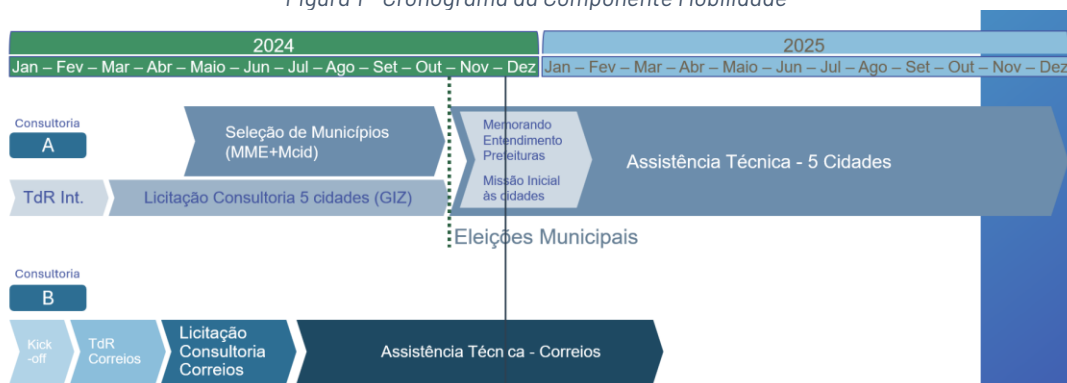 Figura 1 - Cronograma da Componente Mobilidade
2024
2025
Jan – Fev – Mar – Abr – Maio – Jun – Jul – Ago – Set – Out – Nov – Dez
Jan – Fev – Mar – Abr – Maio – Jun – Jul – Ago – Set – Out – Nov – Dez
Consultoria
A
Seleção de Municípios
(MME+Mcid)
Memorando
Entendimento
Prefeituras
Missão Inicial
às cidades
Assistência Técnica - 5 Cidades
TdR Int.
Licitação Consultoria 5 cidades (GIZ)
Eleições Municipais
Consultoria
B
Kick
-off
TdR
Correios
Licitação
Consultoria
Correios
Assistência Técn ca - Correios